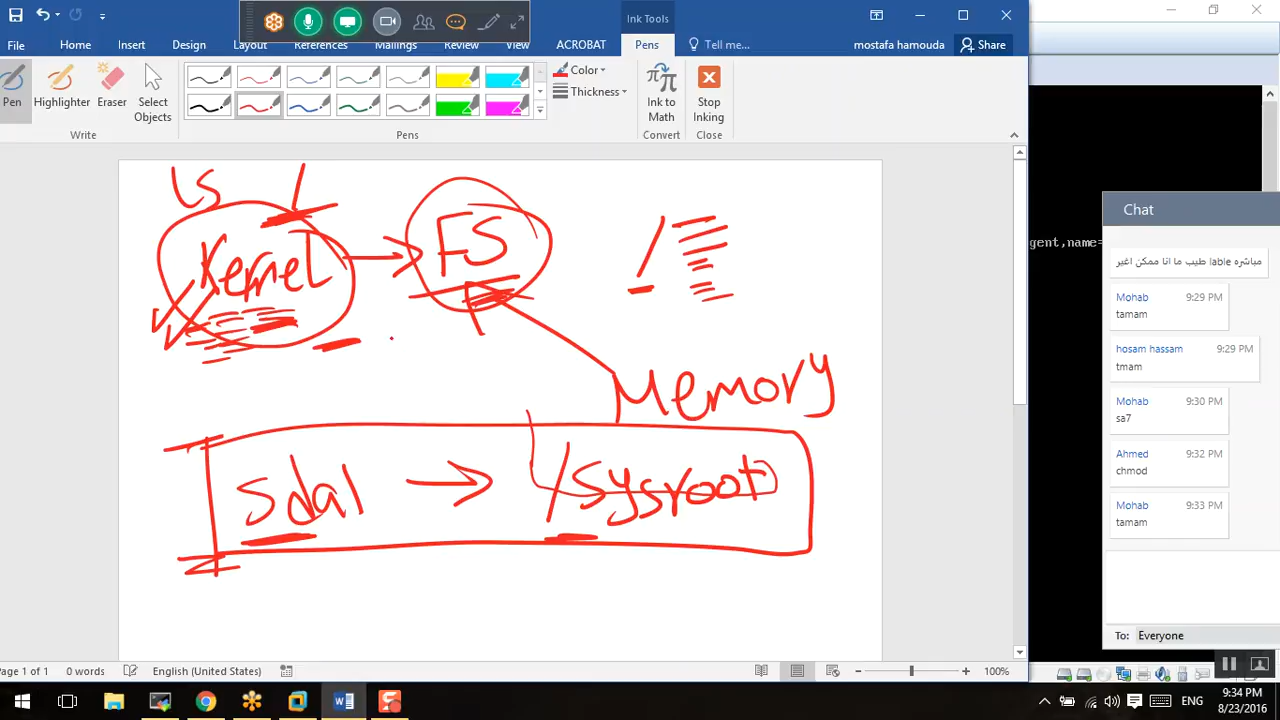 Ink Tools
File
Home
Insert
Design
Layout
References
Mailings
Review
View
ACROBAT
Pens
Tell me...
mostafa hamouda
Share
Pen
Highlighter
Eraser
Select Objects
Color
Thickness
Ink to Math
Stop Inking
Write
Pens
Convert
Close
ls /
Kernel → FS /
Memory
sda1 → /sysroot
gent,name=
Chat
مباشره lable طيب ما انا ممكن اغير
Mohab 9:29 PM
tamam
hosam hassam 9:29 PM
tmam
Mohab 9:30 PM
sa7
Ahmed 9:32 PM
chmod
Mohab 9:33 PM
tamam
To: Everyone
Page 1 of 1
0 words
English (United States)
100%
ENG
9:34 PM
8/23/2016